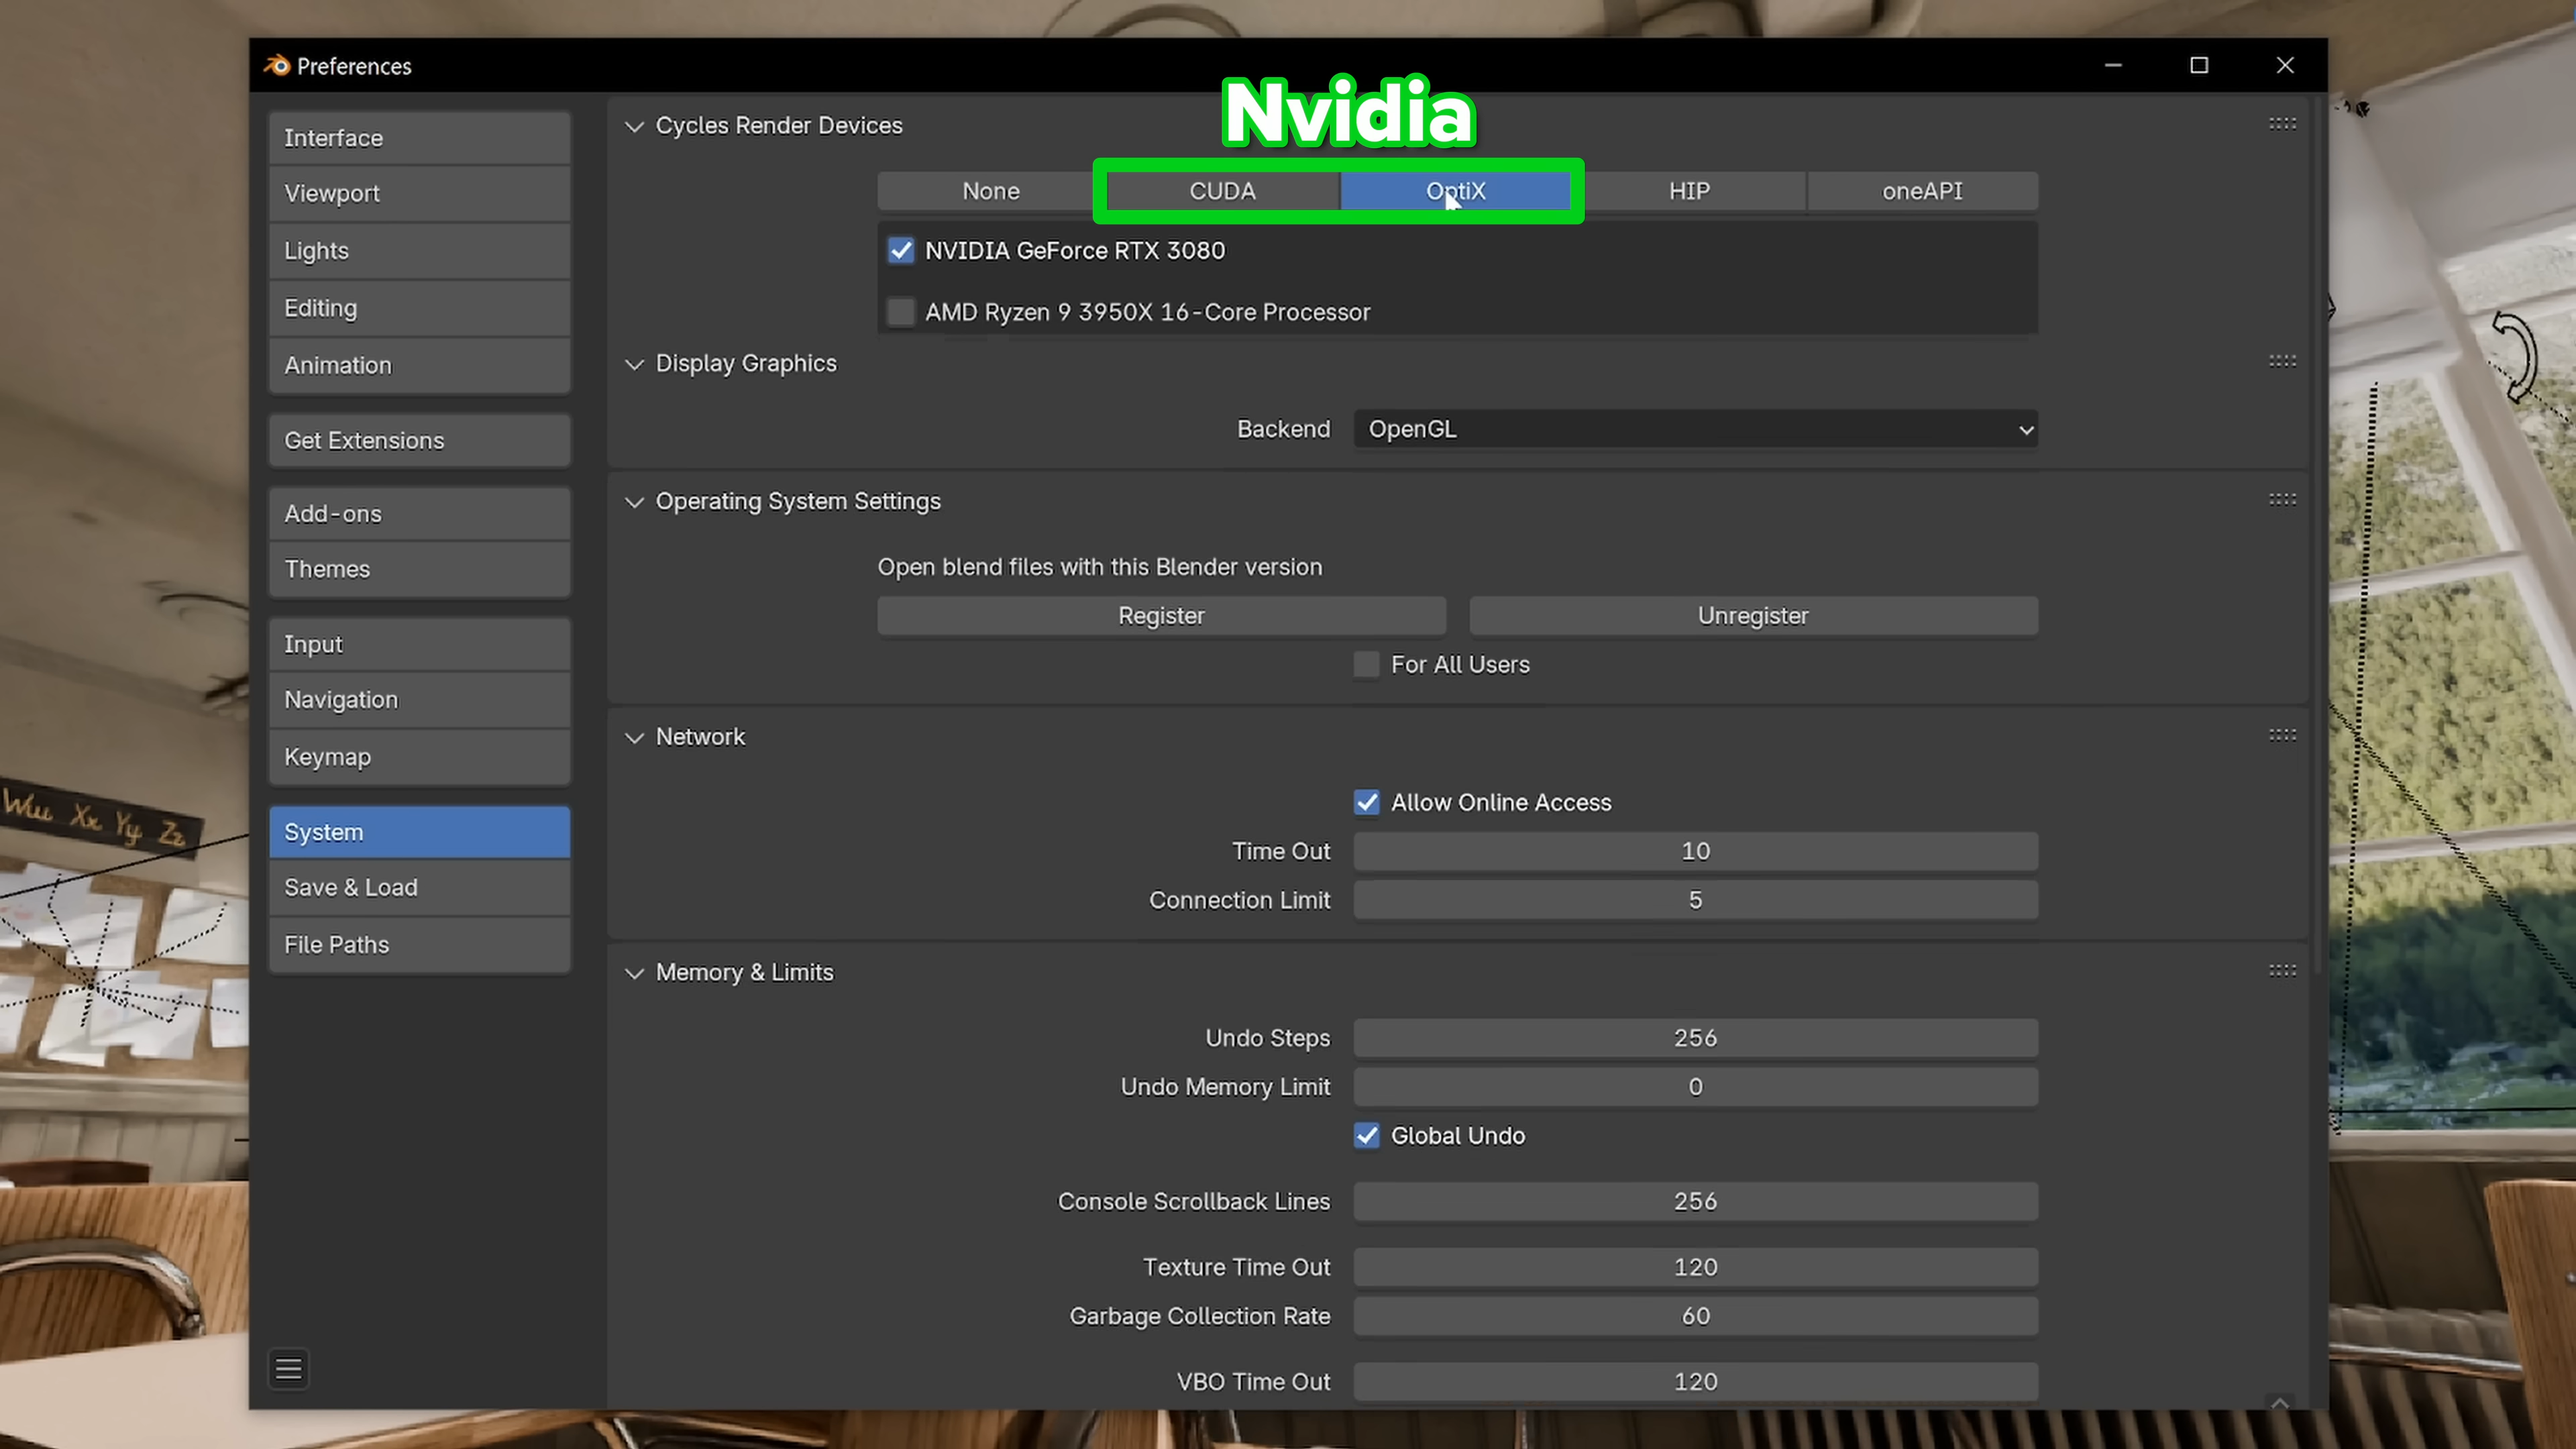 Preferences
Nvidia
Interface
Viewport
Lights
Editing
Animation
Get Extensions
Add-ons
Themes
Input
Navigation
Keymap
System
Save & Load
File Paths
Cycles Render Devices
None CUDA OptiX HIP oneAPI
NVIDIA GeForce RTX 3080
AMD Ryzen 9 3950X 16-Core Processor
Display Graphics
Backend OpenGL
Operating System Settings
Open blend files with this Blender version
Register Unregister
For All Users
Network
Allow Online Access
Time Out 10
Connection Limit 5
Memory & Limits
Undo Steps 256
Undo Memory Limit 0
Global Undo
Console Scrollback Lines 256
Texture Time Out 120
Garbage Collection Rate 60
VBO Time Out 120
Ww Xx Yy Zz